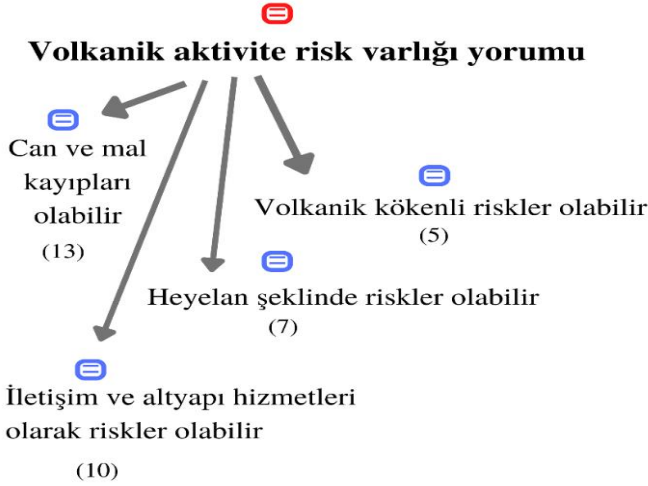 Volkanik aktivite risk varlığı yorumu
Can ve mal
kayıpları
olabilir
(13)
Volkanik kökenli riskler olabilir
(5)
Heyelan şeklinde riskler olabilir
(7)
İletişim ve altyapı hizmetleri
olarak riskler olabilir
(10)